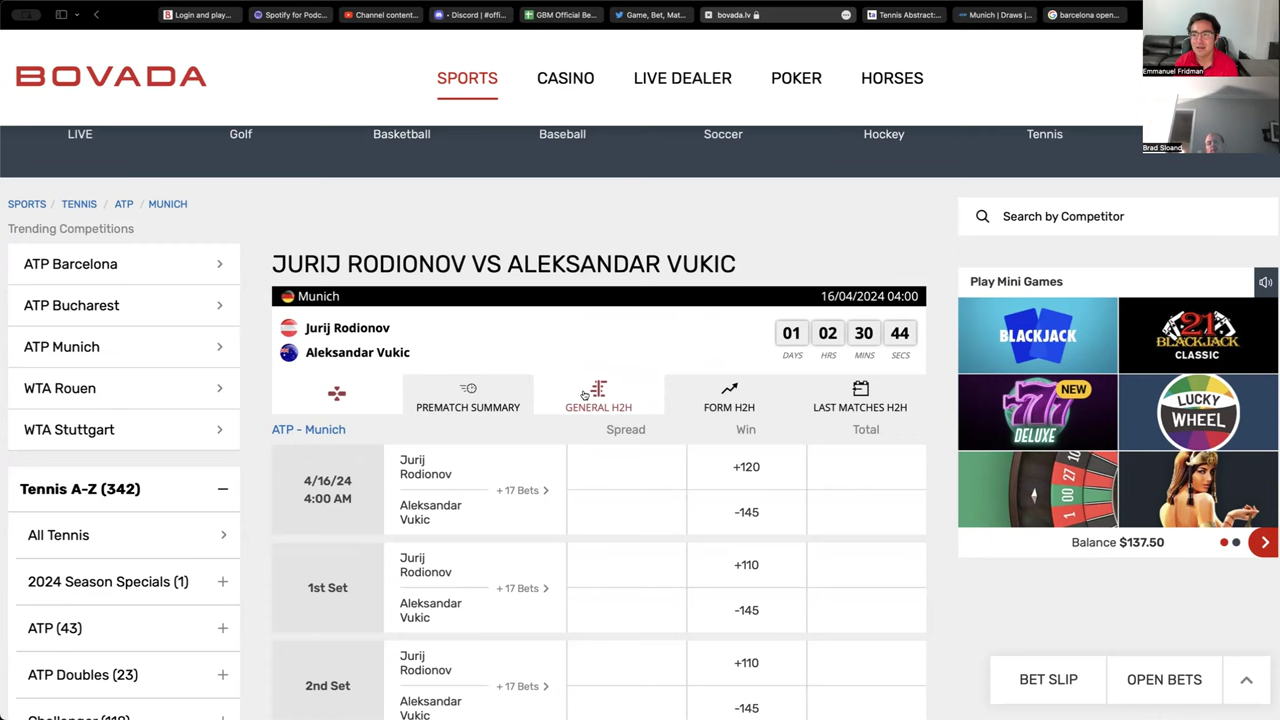 Login and play...
Spotify for Podc...
Channel content...
• Discord | #offi...
GBM Official Be...
Game, Bet, Mat...
bovada.lv
ta Tennis Abstract:...
Munich | Draws |...
barcelona open...
BOVADA
SPORTS
CASINO
LIVE DEALER
POKER
HORSES
Emmanuel Fridman
Brad Sloand
LIVE
Golf
Basketball
Baseball
Soccer
Hockey
Tennis
SPORTS / TENNIS / ATP / MUNICH
Trending Competitions
ATP Barcelona
ATP Bucharest
ATP Munich
WTA Rouen
WTA Stuttgart
Tennis A-Z (342)
All Tennis
2024 Season Specials (1)
ATP (43)
ATP Doubles (23)
Challenger (118)
JURIJ RODIONOV VS ALEKSANDAR VUKIC
Munich
16/04/2024 04:00
Jurij Rodionov
Aleksandar Vukic
01 02 30 44
DAYS HRS MINS SECS
PREMATCH SUMMARY
GENERAL H2H
FORM H2H
LAST MATCHES H2H
ATP - Munich
Spread
Win
Total
4/16/24
4:00 AM
Jurij
Rodionov
+ 17 Bets
Aleksandar
Vukic
+120
-145
1st Set
Jurij
Rodionov
+ 17 Bets
Aleksandar
Vukic
+110
-145
2nd Set
Jurij
Rodionov
+ 17 Bets
Aleksandar
Vukic
+110
-145
Search by Competitor
Play Mini Games
BLACKJACK
21
BLACKJACK
CLASSIC
NEW
777
DELUXE
LUCKY
WHEEL
Balance $137.50
BET SLIP
OPEN BETS